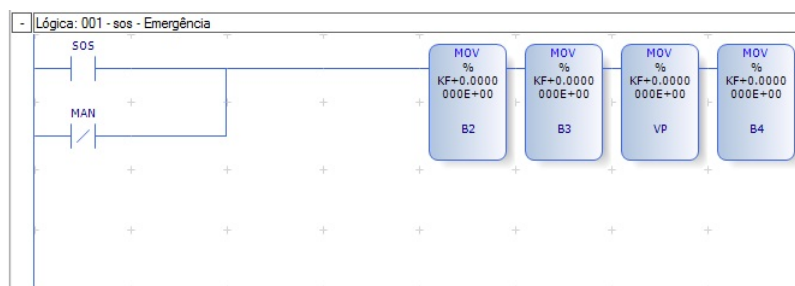 - Lógica: 001 - sos - Emergência
SOS
MAN
MOV
%
KF+0.0000
000E+00
B2
MOV
%
KF+0.0000
000E+00
B3
MOV
%
KF+0.0000
000E+00
VP
MOV
%
KF+0.0000
000E+00
B4